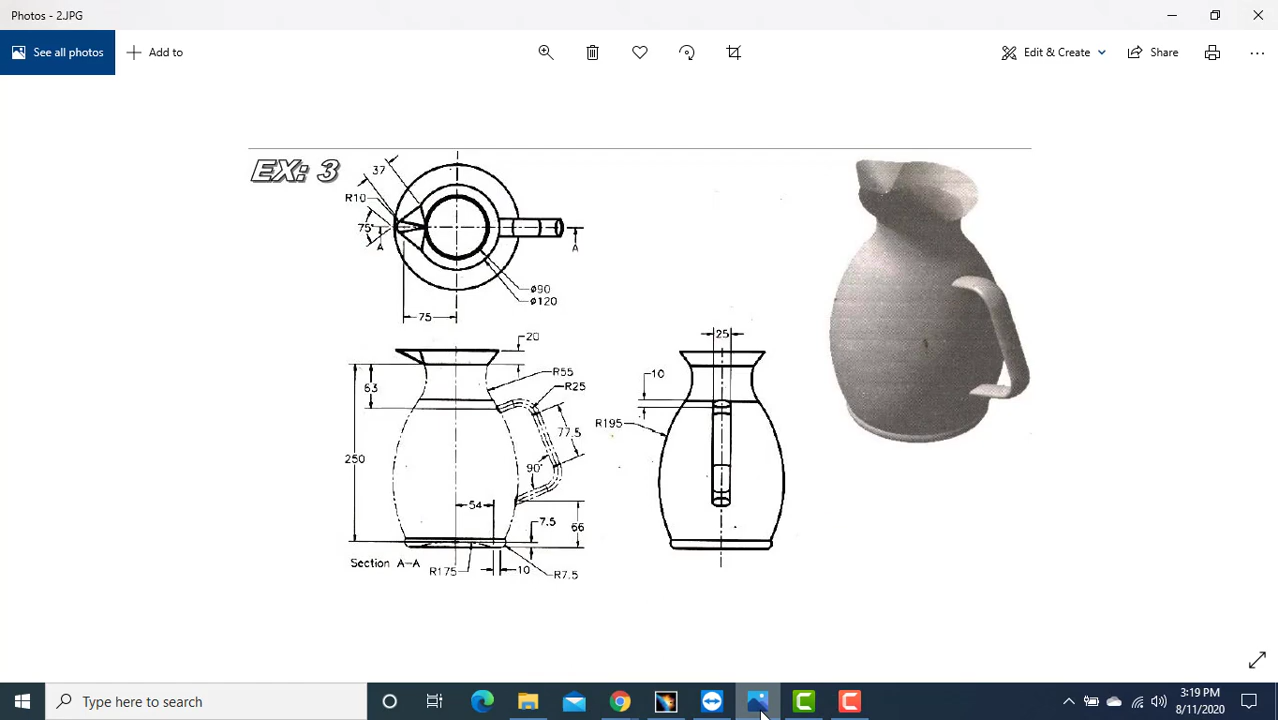 Photos - 2.JPG
See all photos
Add to
Edit & Create
Share
EX: 3
37
R10
75
A
A
ϕ90
ϕ120
75
20
63
R55
R25
77.5
250
90
54
7.5
66
Section A-A
R175
10
R7.5
25
10
R195
Type here to search
3:19 PM
8/11/2020